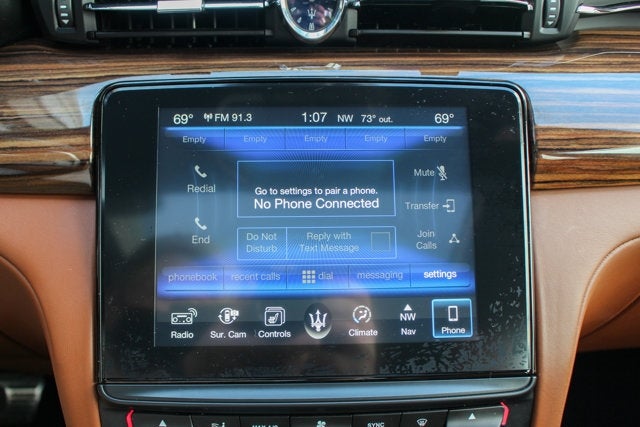 69° FM 91.3 1:07 NW 73° out. 69°
Empty Empty Empty Empty Empty
Redial
Go to settings to pair a phone.
No Phone Connected
Mute
Transfer
End
Do Not
Disturb
Reply with
Text Message
Join
Calls
phonebook recent calls dial messaging settings
Radio Sur. Cam Controls Climate NW
Nav Phone
MAX A/C SYNC